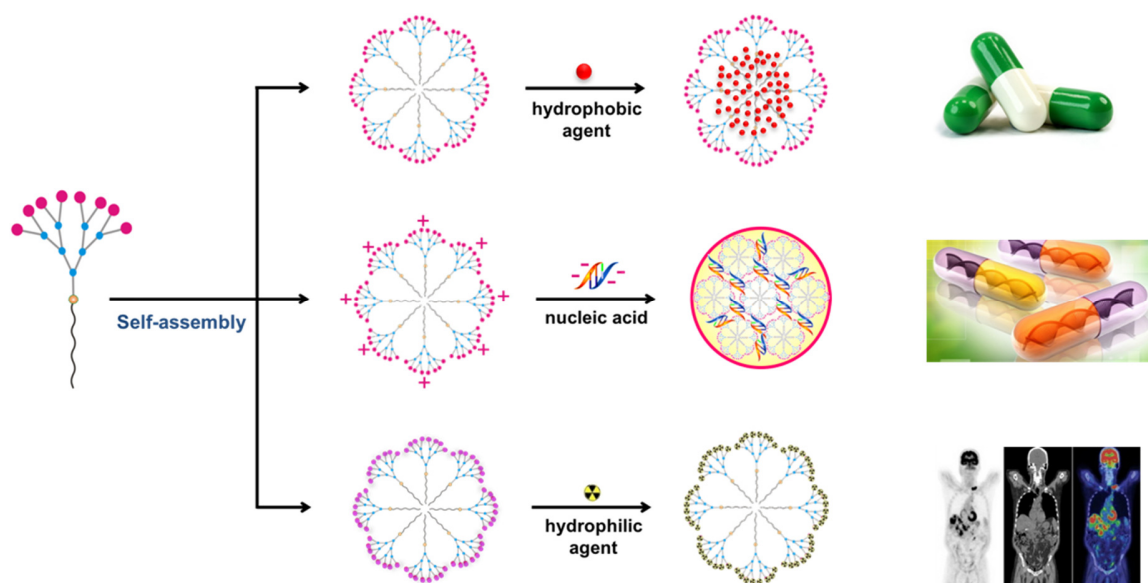 hydrophobic
agent
Self-assembly
nucleic acid
hydrophilic
agent